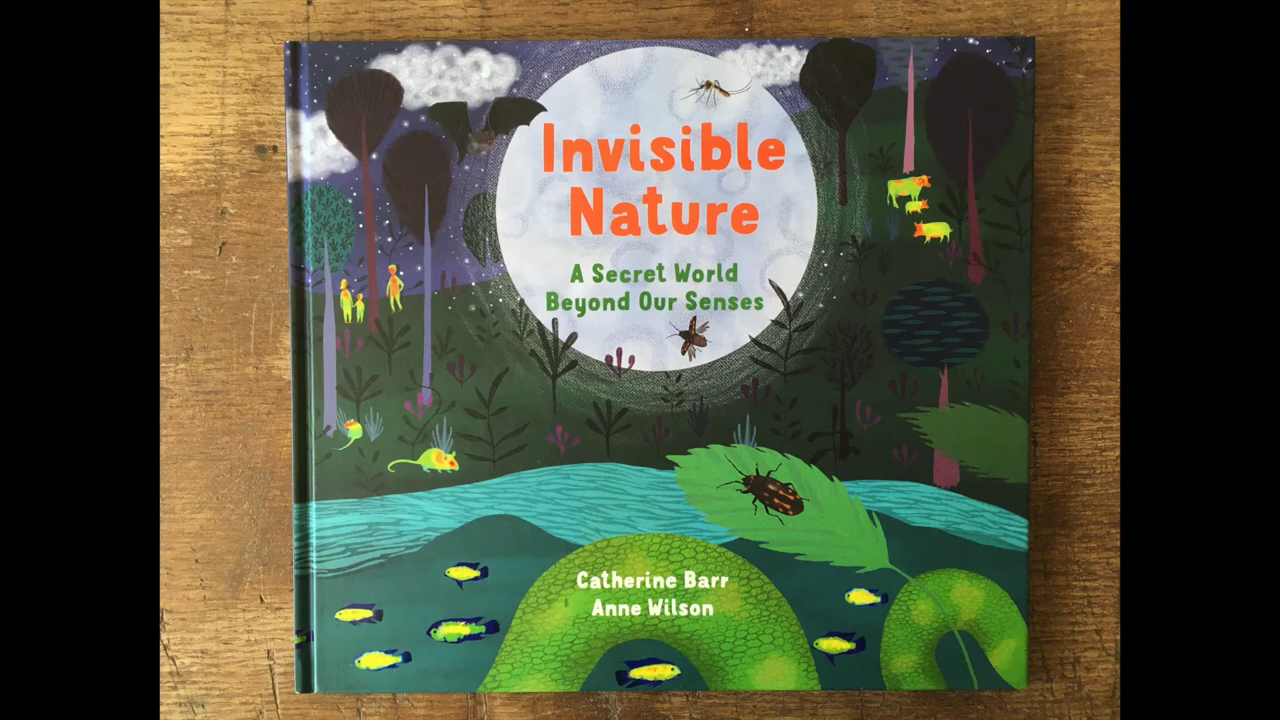 Invisible
Nature
A Secret World
Beyond Our Senses
Catherine Barr
Anne Wilson